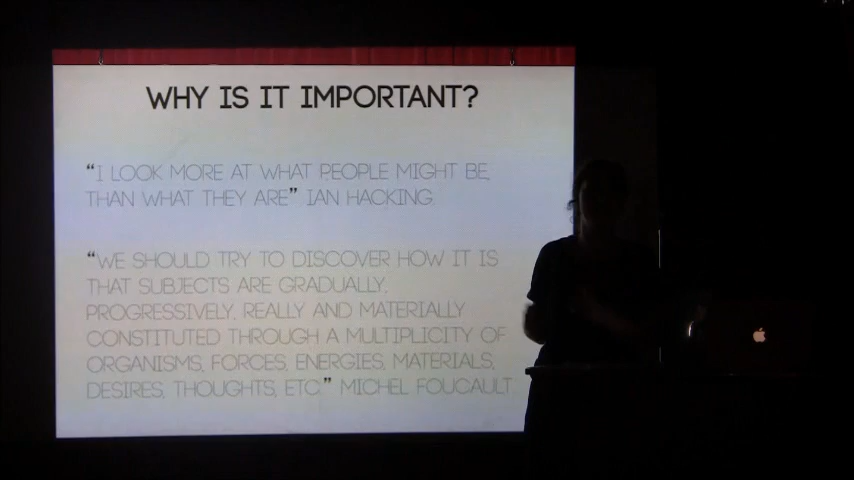 WHY IS IT IMPORTANT?
“I LOOK MORE AT WHAT PEOPLE MIGHT BE,
THAN WHAT THEY ARE” IAN HACKING
“WE SHOULD TRY TO DISCOVER HOW IT IS
THAT SUBJECTS ARE GRADUALLY,
PROGRESSIVELY, REALLY AND MATERIALLY
CONSTITUTED THROUGH A MULTIPLICITY OF
ORGANISMS, FORCES, ENERGIES, MATERIALS,
DESIRES, THOUGHTS, ETC” MICHEL FOUCAULT